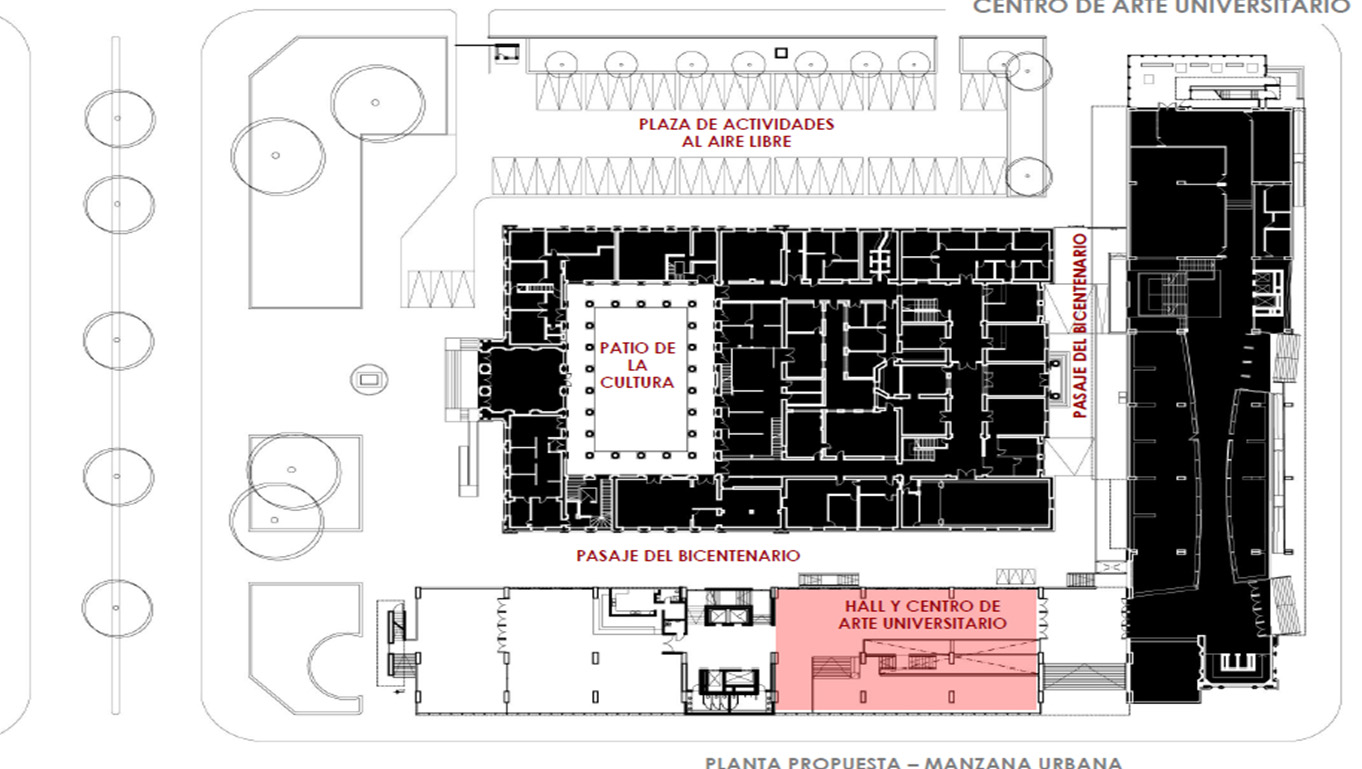 CENTRO DE ARTE UNIVERSITARIO
PLAZA DE ACTIVIDADES
AL AIRE LIBRE
PASAJE DEL BICENTENARIO
PATIO DE
LA
CULTURA
PASAJE DEL BICENTENARIO
HALL Y CENTRO DE
ARTE UNIVERSITARIO
PLANTA PROPUESTA – MANZANA URBANA